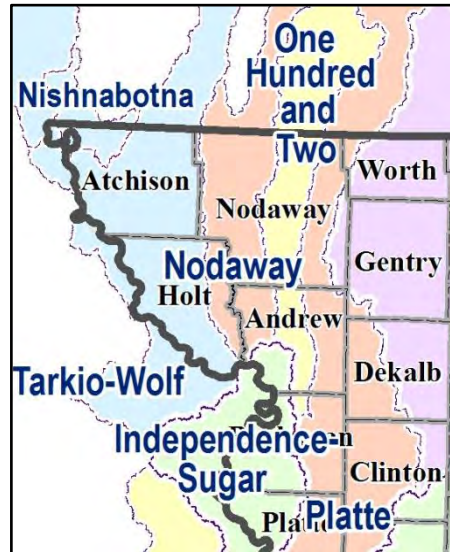 One
Hundred
and
Two
Nishnabotna
Worth
Atchison
Nodaway
Gentry
Nodaway
Holt
Andrew
Dekalb
Tarkio-Wolf
Independence-
Sugar
Clinton
Platte
Platte